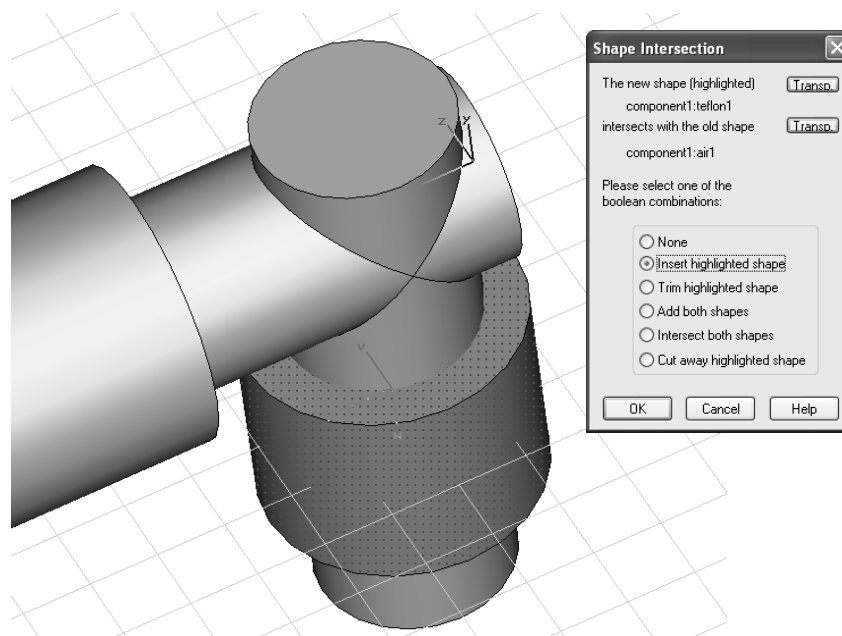 Shape Intersection
The new shape (highlighted)
Transp.
component1:teflon1
intersects with the old shape
Transp.
component1:air1
Please select one of the
boolean combinations:
None
Insert highlighted shape
Trim highlighted shape
Add both shapes
Intersect both shapes
Cut away highlighted shape
OK Cancel Help
z y
v
w